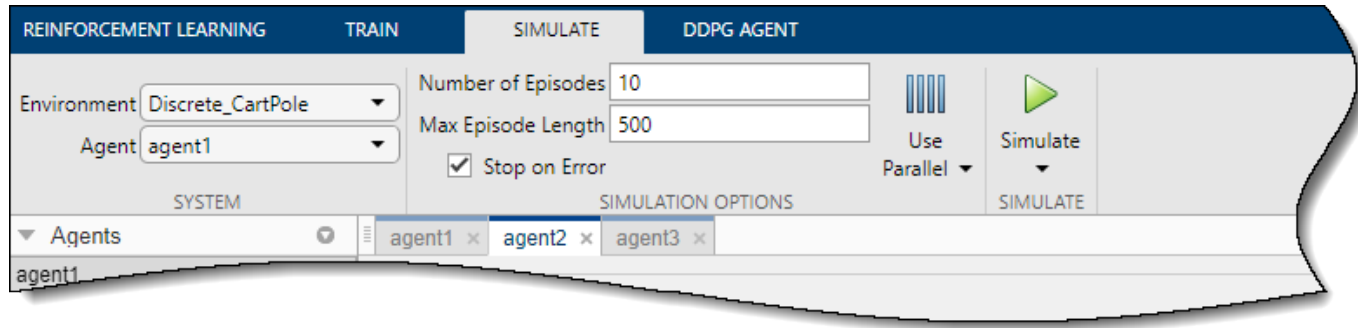 REINFORCEMENT LEARNING TRAIN SIMULATE DDPG AGENT
Environment Discrete_CartPole
Agent agent1
SYSTEM
Number of Episodes 10
Max Episode Length 500
Stop on Error
Use
Parallel
SIMULATION OPTIONS
Simulate
SIMULATE
Agents
agent1 × agent2 × agent3 ×
agent1